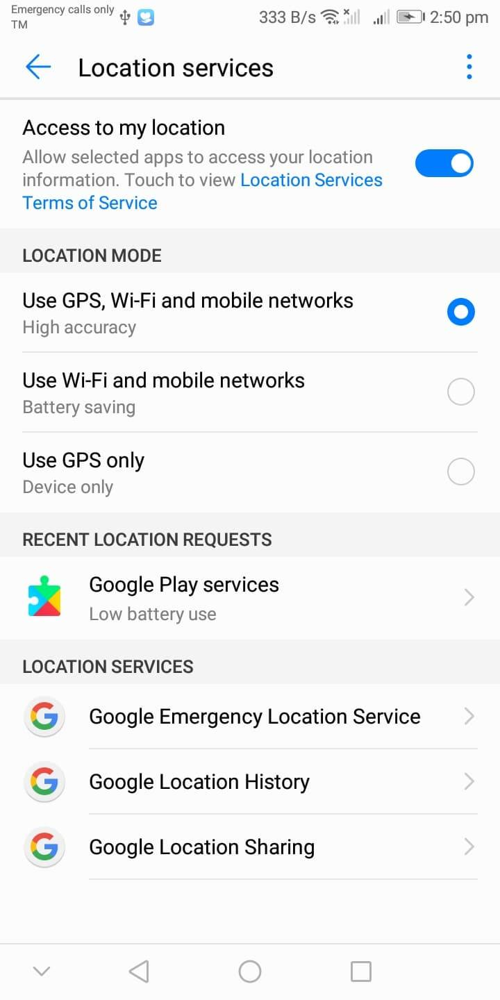 Emergency calls only
TM
333 B/s
2:50 pm
Location services
Access to my location
Allow selected apps to access your location
information. Touch to view Location Services
Terms of Service
LOCATION MODE
Use GPS, Wi-Fi and mobile networks
High accuracy
Use Wi-Fi and mobile networks
Battery saving
Use GPS only
Device only
RECENT LOCATION REQUESTS
Google Play services
Low battery use
LOCATION SERVICES
Google Emergency Location Service
Google Location History
Google Location Sharing